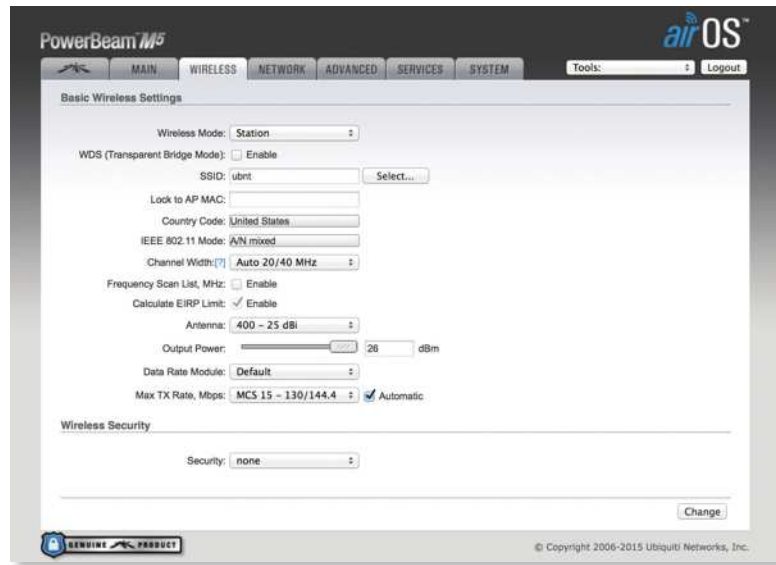 PowerBeam M5
airOS™
MAIN WIRELESS NETWORK ADVANCED SERVICES SYSTEM Tools: Logout
Basic Wireless Settings
Wireless Mode: Station
WDS (Transparent Bridge Mode): Enable
SSID: ubnt Select...
Lock to AP MAC:
Country Code: United States
IEEE 802.11 Mode: A/N mixed
Channel Width:[?] Auto 20/40 MHz
Frequency Scan List, MHz: Enable
Calculate EIRP Limit: Enable
Antenna: 400 – 25 dBi
Output Power: 26 dBm
Data Rate Module: Default
Max TX Rate, Mbps: MCS 15 – 130/144.4 Automatic
Wireless Security
Security: none
Change
GENUINE PRODUCT
© Copyright 2006-2015 Ubiquiti Networks, Inc.